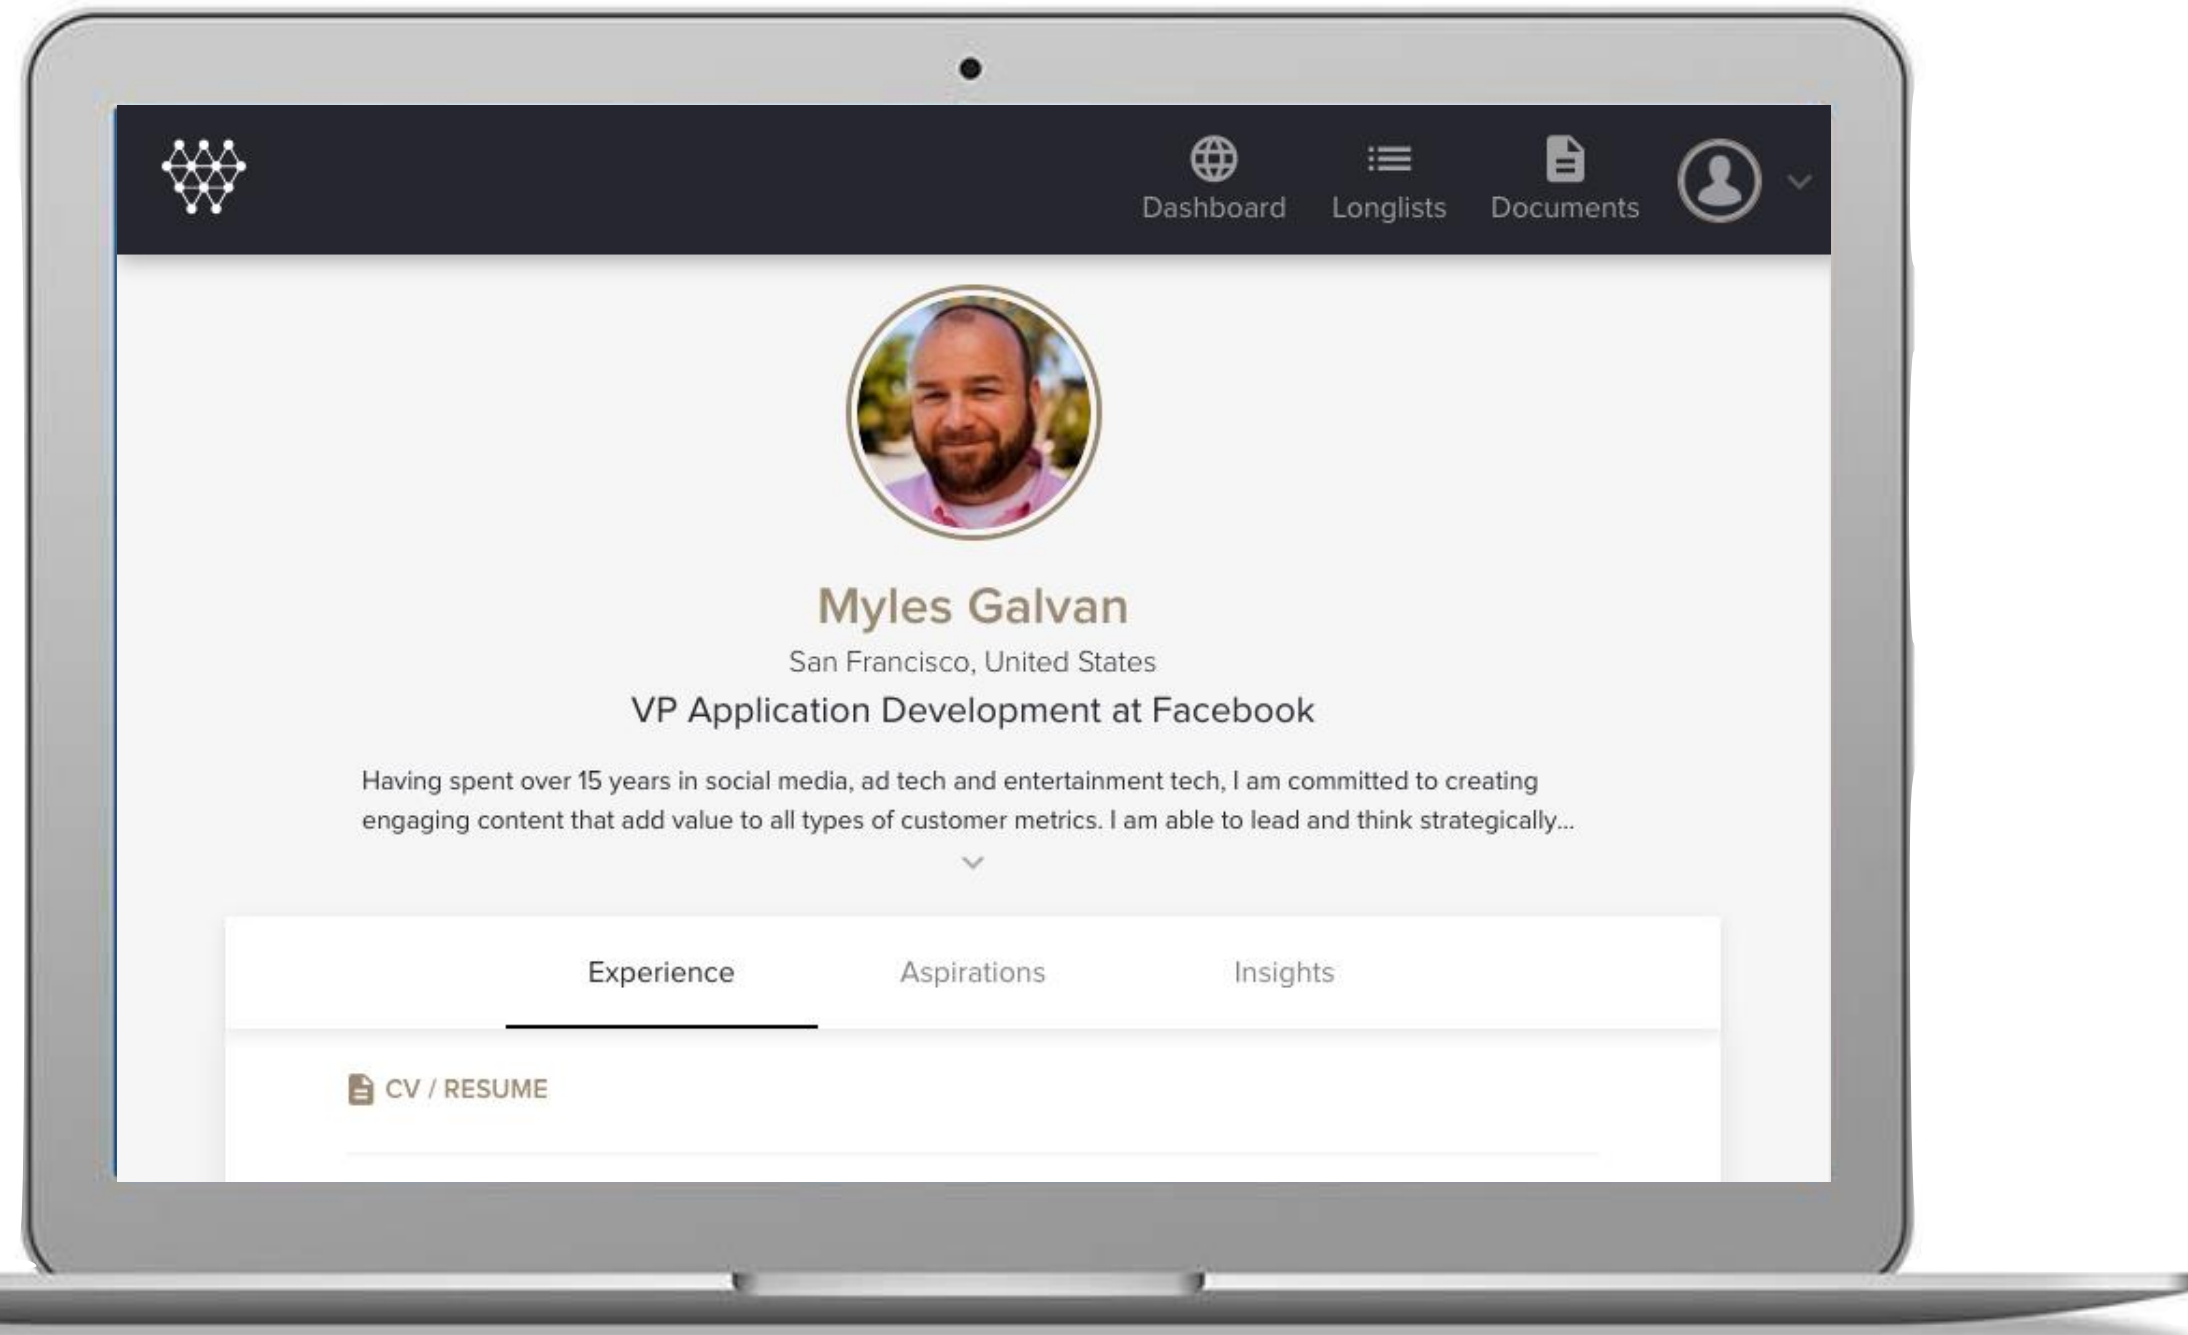 Dashboard
Longlists
Documents
Myles Galvan
San Francisco, United States
VP Application Development at Facebook
Having spent over 15 years in social media, ad tech and entertainment tech, I am committed to creating
engaging content that add value to all types of customer metrics. I am able to lead and think strategically...
Experience
Aspirations
Insights
CV / RESUME